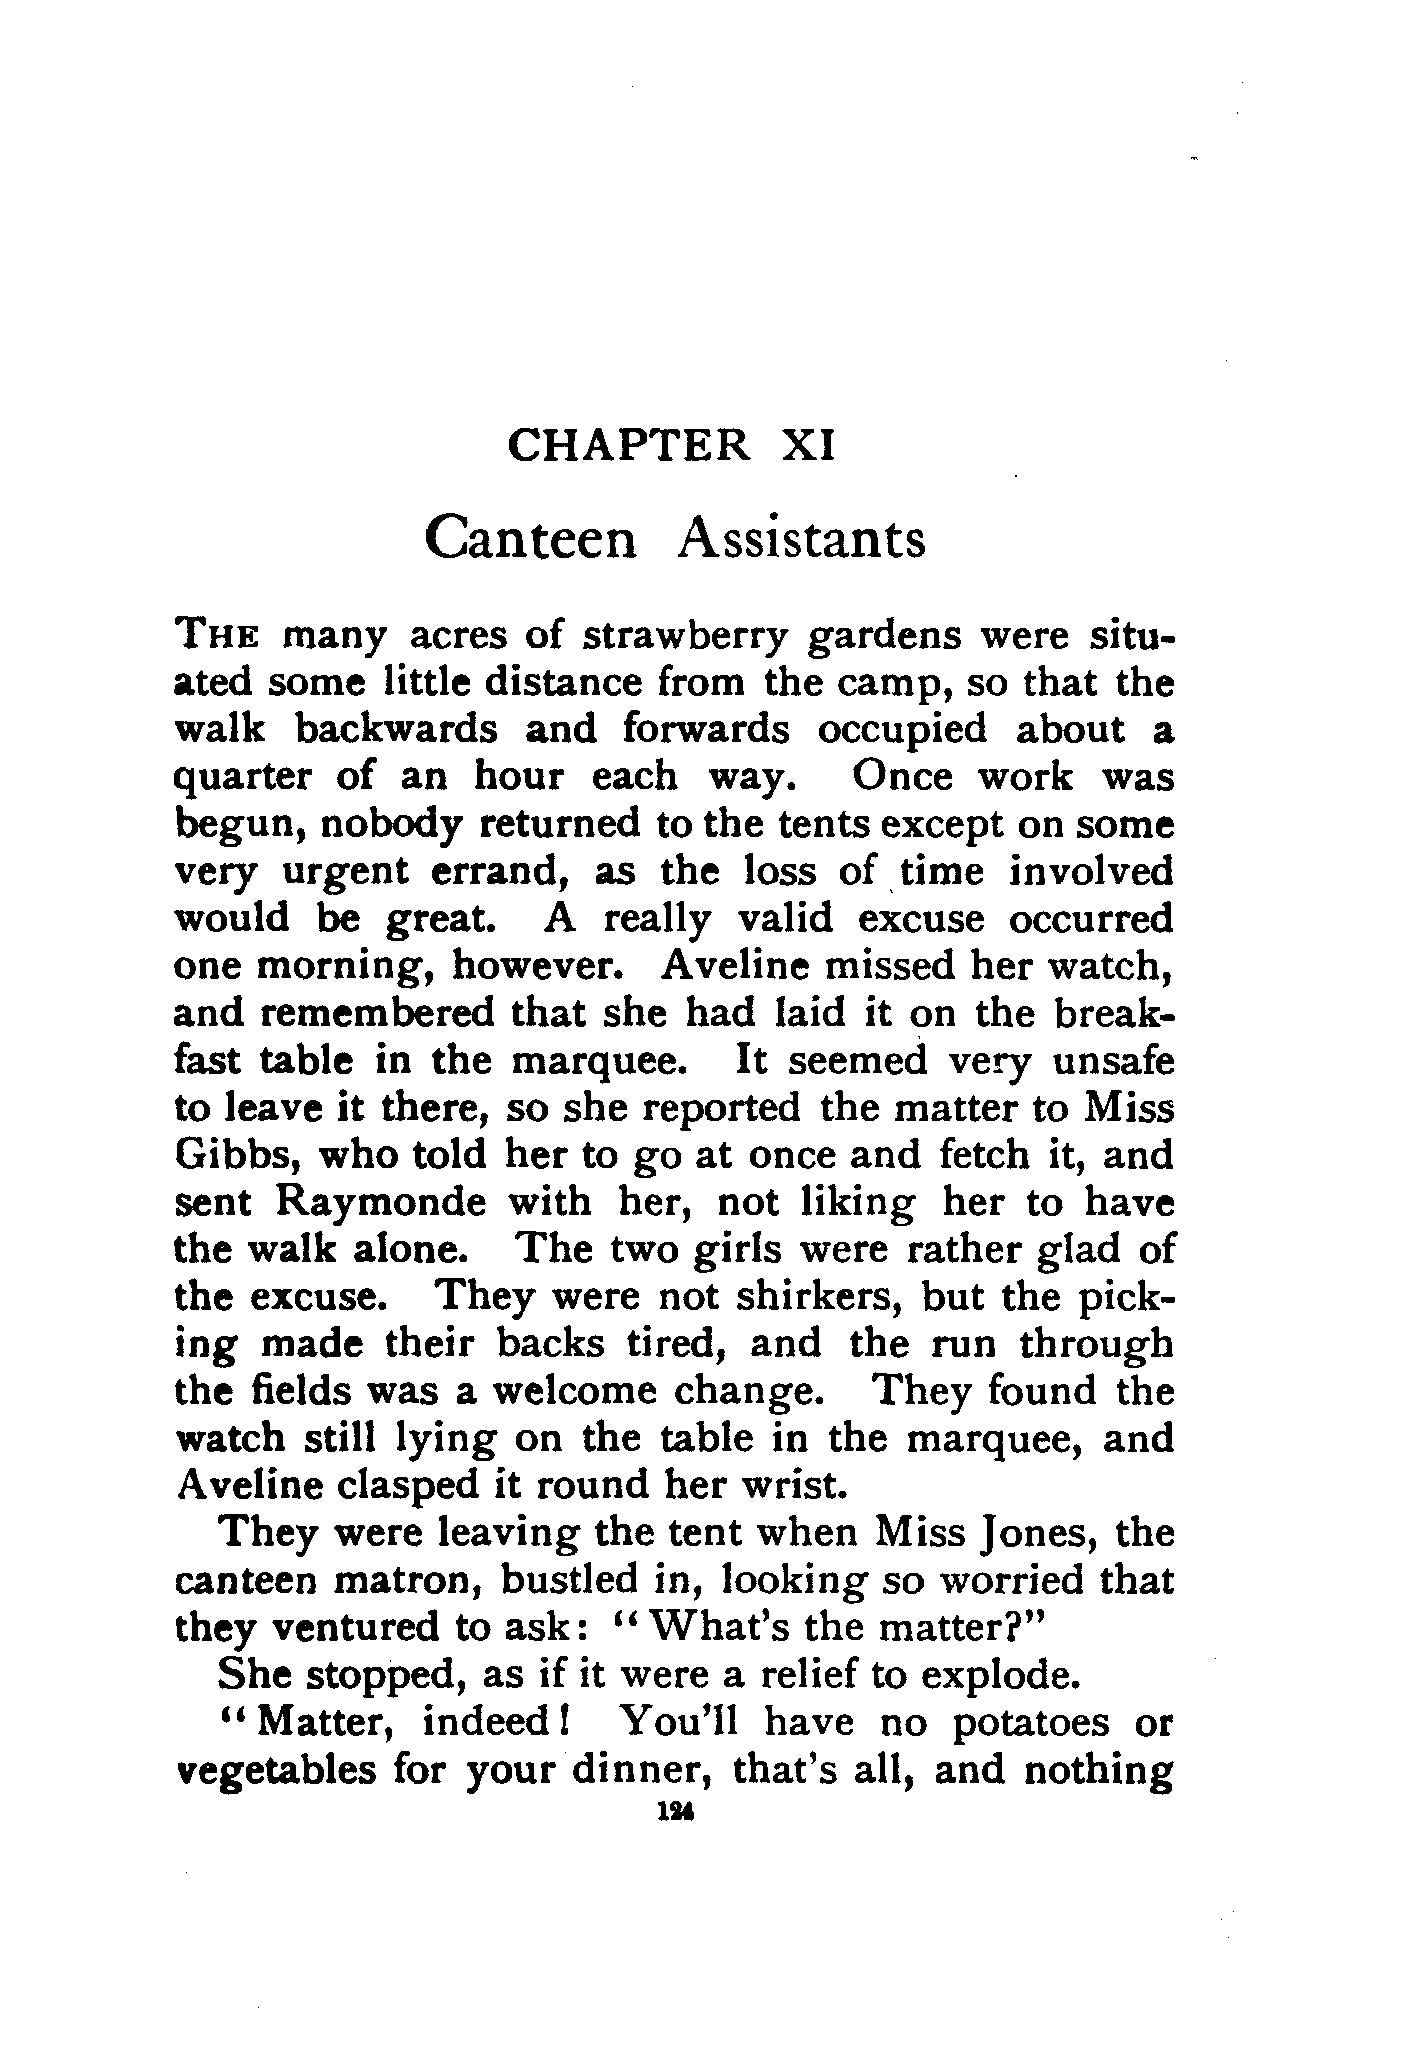 CHAPTER XI
Canteen Assistants
THE many acres of strawberry gardens were situ-
ated some little distance from the camp, so that the
walk backwards and forwards occupied about a
quarter of an hour each way. Once work was
begun, nobody returned to the tents except on some
very urgent errand, as the loss of time involved
would be great. A really valid excuse occurred
one morning, however. Aveline missed her watch,
and remembered that she had laid it on the break-
fast table in the marquee. It seemed very unsafe
to leave it there, so she reported the matter to Miss
Gibbs, who told her to go at once and fetch it, and
sent Raymonde with her, not liking her to have
the walk alone. The two girls were rather glad of
the excuse. They were not shirkers, but the pick-
ing made their backs tired, and the run through
the fields was a welcome change. They found the
watch still lying on the table in the marquee, and
Aveline clasped it round her wrist.
They were leaving the tent when Miss Jones, the
canteen matron, bustled in, looking so worried that
they ventured to ask: "What's the matter?"
She stopped, as if it were a relief to explode.
"Matter, indeed! You'll have no potatoes or
vegetables for your dinner, that's all, and nothing
124